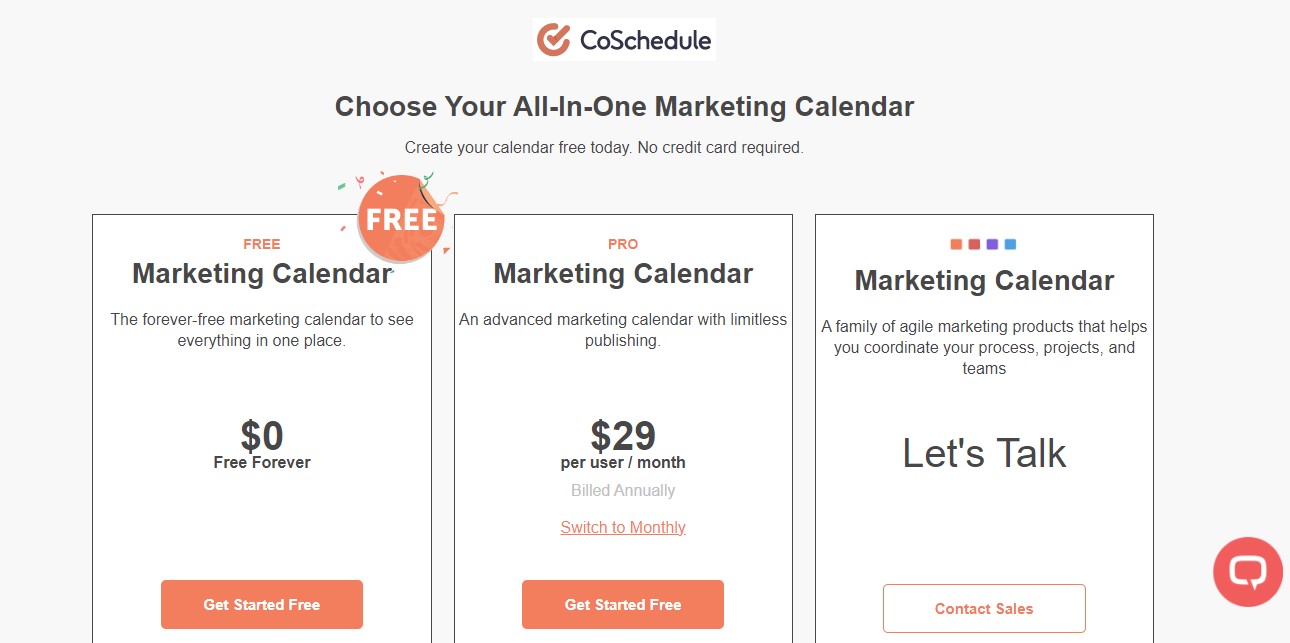 CoSchedule
Choose Your All-In-One Marketing Calendar
Create your calendar free today. No credit card required.
FREE
FREE
Marketing Calendar
The forever-free marketing calendar to see
everything in one place.
$0
Free Forever
Get Started Free
PRO
Marketing Calendar
An advanced marketing calendar with limitless
publishing.
$29
per user / month
Billed Annually
Switch to Monthly
Get Started Free
Marketing Calendar
A family of agile marketing products that helps
you coordinate your process, projects, and
teams
Let's Talk
Contact Sales